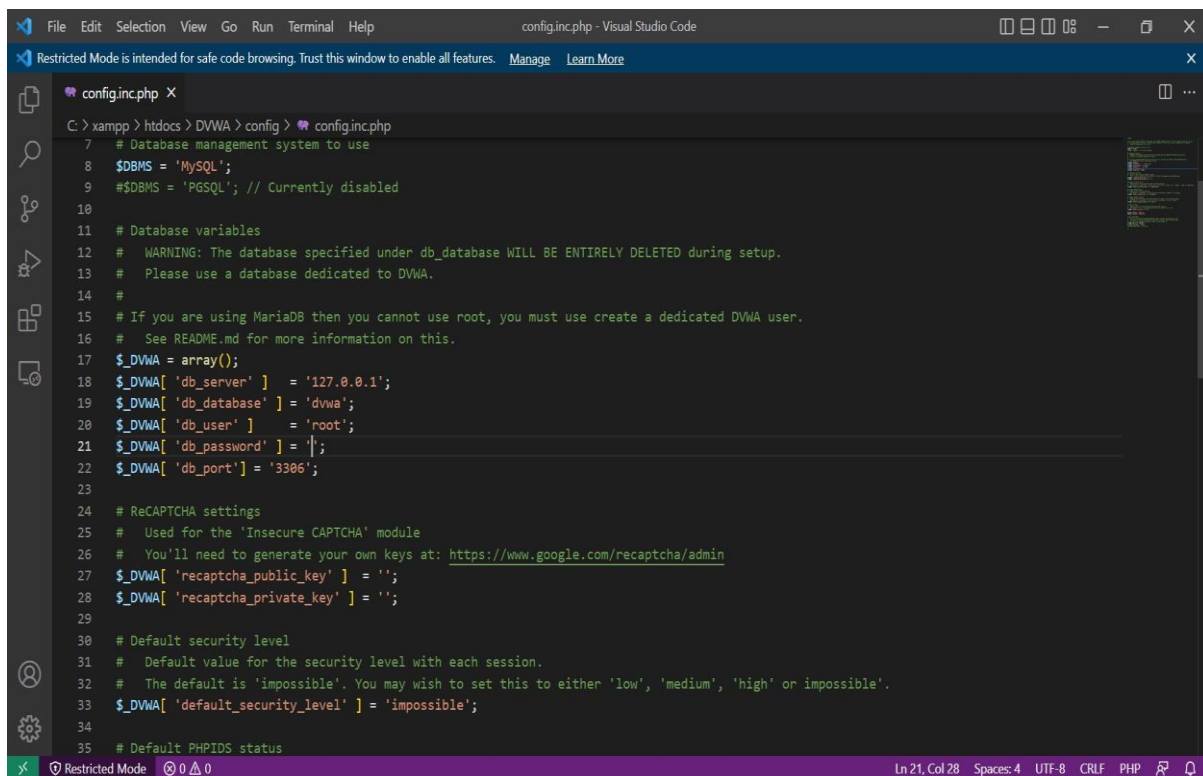 File Edit Selection View Go Run Terminal Help config.inc.php - Visual Studio Code
Restricted Mode is intended for safe code browsing. Trust this window to enable all features. Manage Learn More
config.inc.php
C: > xampp > htdocs > DVWA > config > config.inc.php
7 # Database management system to use
8 $DBMS = 'MySQL';
9 #$DBMS = 'PGSQL'; // Currently disabled
10
11 # Database variables
12 #   WARNING: The database specified under db_database WILL BE ENTIRELY DELETED during setup.
13 #   Please use a database dedicated to DVWA.
14 #
15 # If you are using MariaDB then you cannot use root, you must use create a dedicated DVWA user.
16 #   See README.md for more information on this.
17 $_DVWA = array();
18 $_DVWA[ 'db_server' ]   = '127.0.0.1';
19 $_DVWA[ 'db_database' ] = 'dvwa';
20 $_DVWA[ 'db_user' ]     = 'root';
21 $_DVWA[ 'db_password' ] = '';
22 $_DVWA[ 'db_port'] = '3306';
23
24 # ReCAPTCHA settings
25 #   Used for the 'Insecure CAPTCHA' module
26 #   You'll need to generate your own keys at: https://www.google.com/recaptcha/admin
27 $_DVWA[ 'recaptcha_public_key' ]  = '';
28 $_DVWA[ 'recaptcha_private_key' ] = '';
29
30 # Default security level
31 #   Default value for the security level with each session.
32 #   The default is 'impossible'. You may wish to set this to either 'low', 'medium', 'high' or impossible'.
33 $_DVWA[ 'default_security_level' ] = 'impossible';
34
35 # Default PHPIDS status
Restricted Mode 0 0 Ln 21, Col 28 Spaces: 4 UTF-8 CRLF PHP